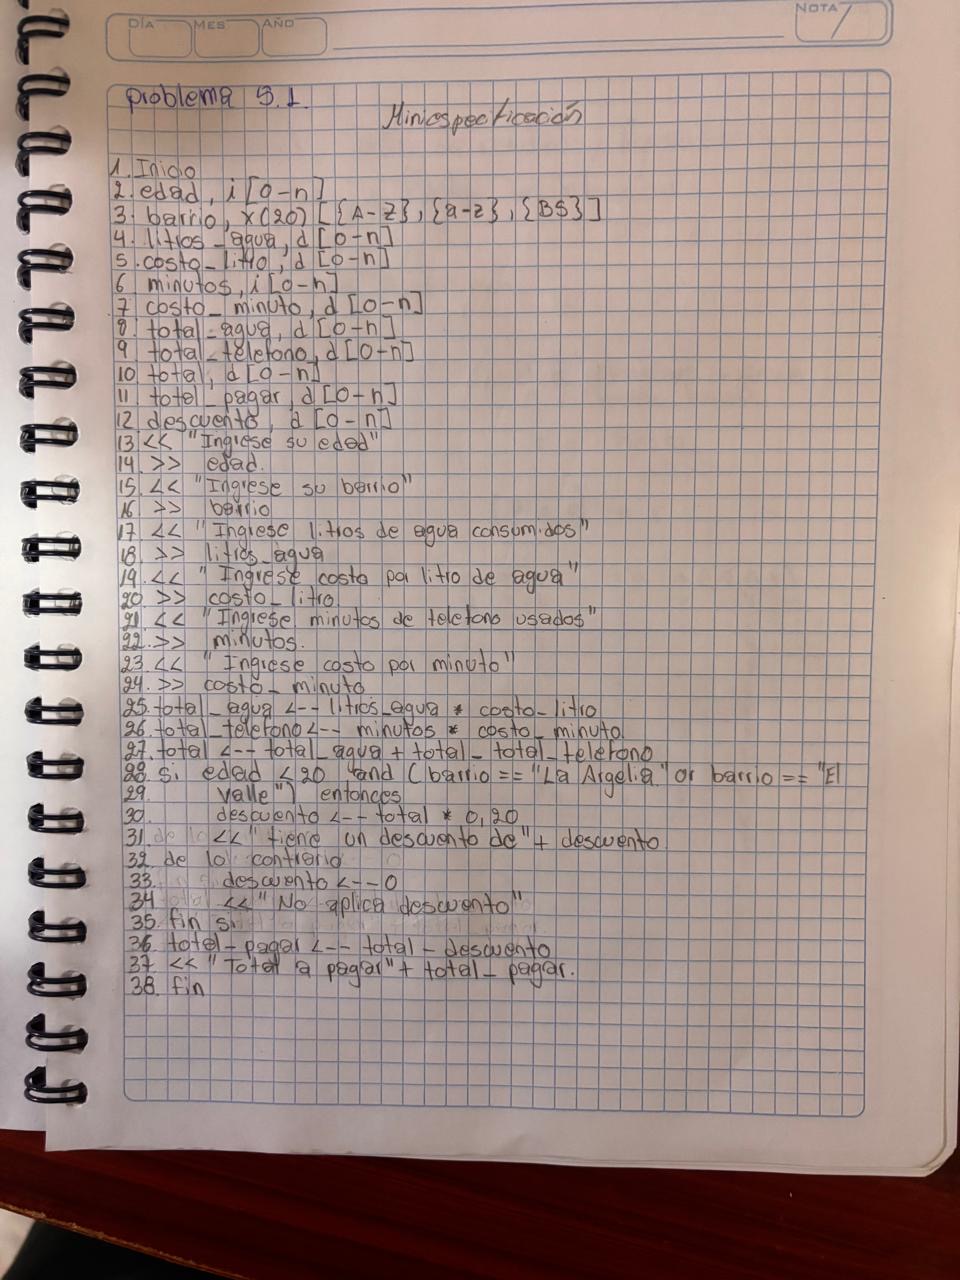 DÍA MES AÑO NOTA
problema 5.1.
Miniespecificación
1. Inicio
2. edad, i [0-n]
3. barrio, x(20) [{A-Z}, {a-z}, {BS}]
4. litros_agua, d [0-n]
5. costo_litro, d [0-n]
6 minutos, i [0-n]
7 costo_minuto, d [0-n]
8. total_agua, d [0-n]
9 total_telefono, d [0-n]
10 total, d [0-n]
11 total_pagar, d [0-n]
12 descuento, d [0-n]
13 << "Ingrese su edad"
14. >> edad.
15. << "Ingrese su barrio"
16 >> barrio
17. << "Ingrese litros de agua consumidos"
18. >> litros_agua
19. << "Ingrese costo por litro de agua"
20 >> costo_litro
21 << "Ingrese minutos de telefono usados"
22. >> minutos.
23. << "Ingrese costo por minuto"
24. >> costo_minuto
25. total_agua <-- litros_agua * costo_litro
26. total_telefono <-- minutos * costo_minuto
27. total <-- total_agua + total_total_telefono
28 si edad < 20 and (barrio == "La Argelia" or barrio == "El
29. Valle") entonces
30. descuento <-- total * 0,20
31. << "tiene un descuento de" + descuento
32 de lo contrario
33. descuento <-- 0
34 << "No aplica descuento"
35. fin si
36. total-pagar <-- total - descuento
37 << "Total a pagar" + total_pagar.
38. fin